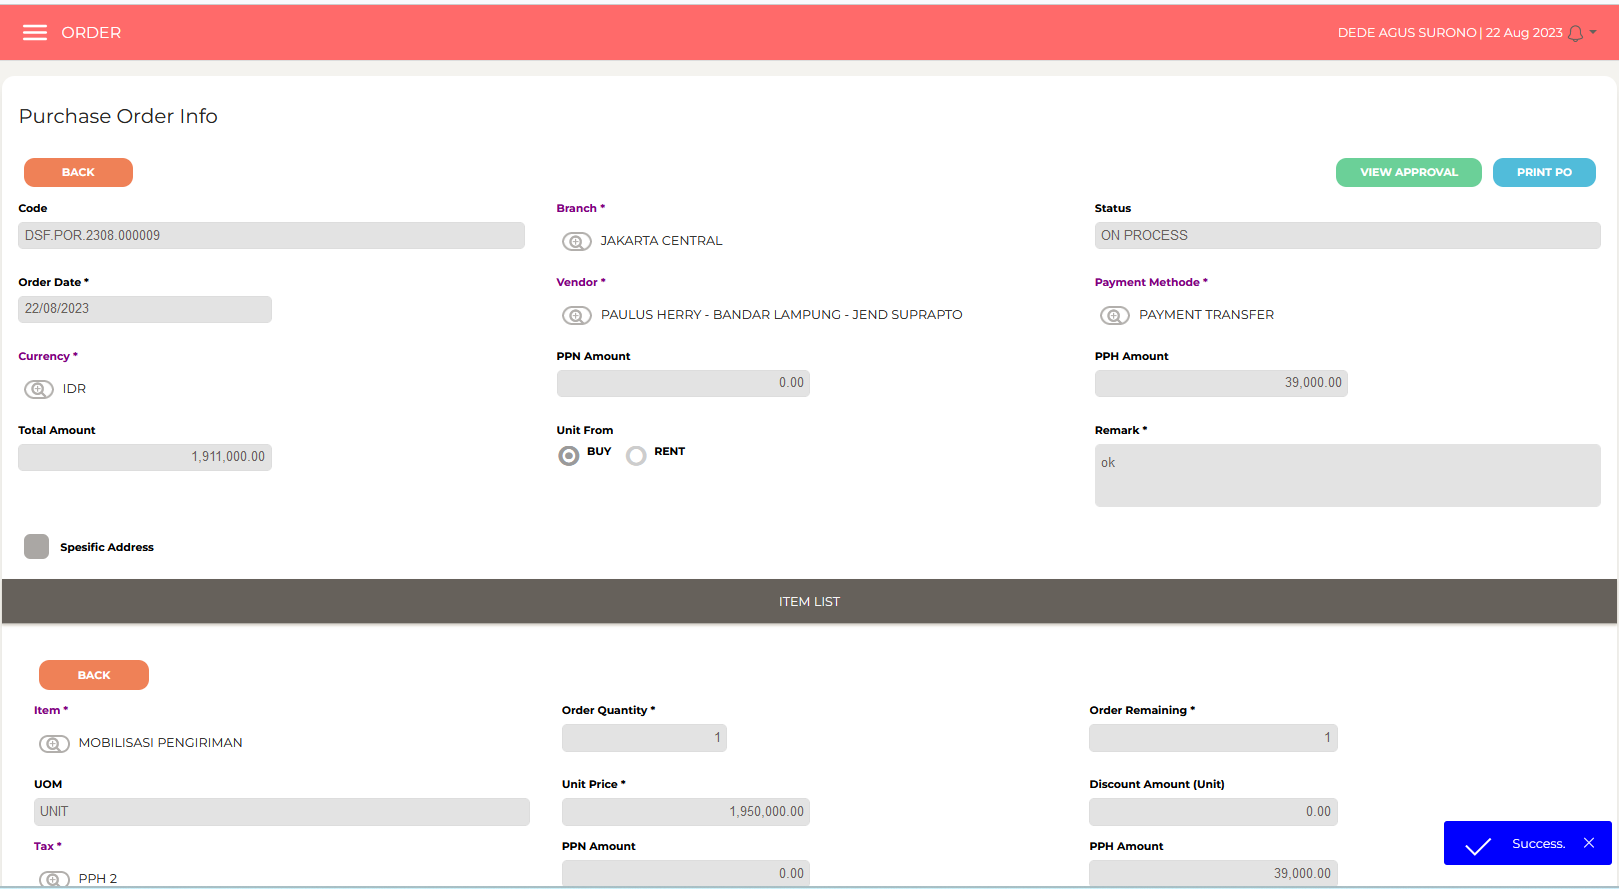 ORDER
DEDE AGUS SURONO | 22 Aug 2023
Purchase Order Info
BACK
VIEW APPROVAL
PRINT PO
Code
Branch *
Status
DSF.POR.2308.000009
JAKARTA CENTRAL
ON PROCESS
Order Date *
Vendor *
Payment Methode *
22/08/2023
PAULUS HERRY - BANDAR LAMPUNG - JEND SUPRAPTO
PAYMENT TRANSFER
Currency *
PPN Amount
PPH Amount
IDR
0.00
39,000.00
Total Amount
Unit From
Remark *
1,911,000.00
BUY
RENT
ok
Spesific Address
ITEM LIST
BACK
Item *
Order Quantity *
Order Remaining *
MOBILISASI PENGIRIMAN
1
1
UOM
Unit Price *
Discount Amount (Unit)
UNIT
1,950,000.00
0.00
Tax *
PPN Amount
PPH Amount
Success.
PPH 2
0.00
39,000.00